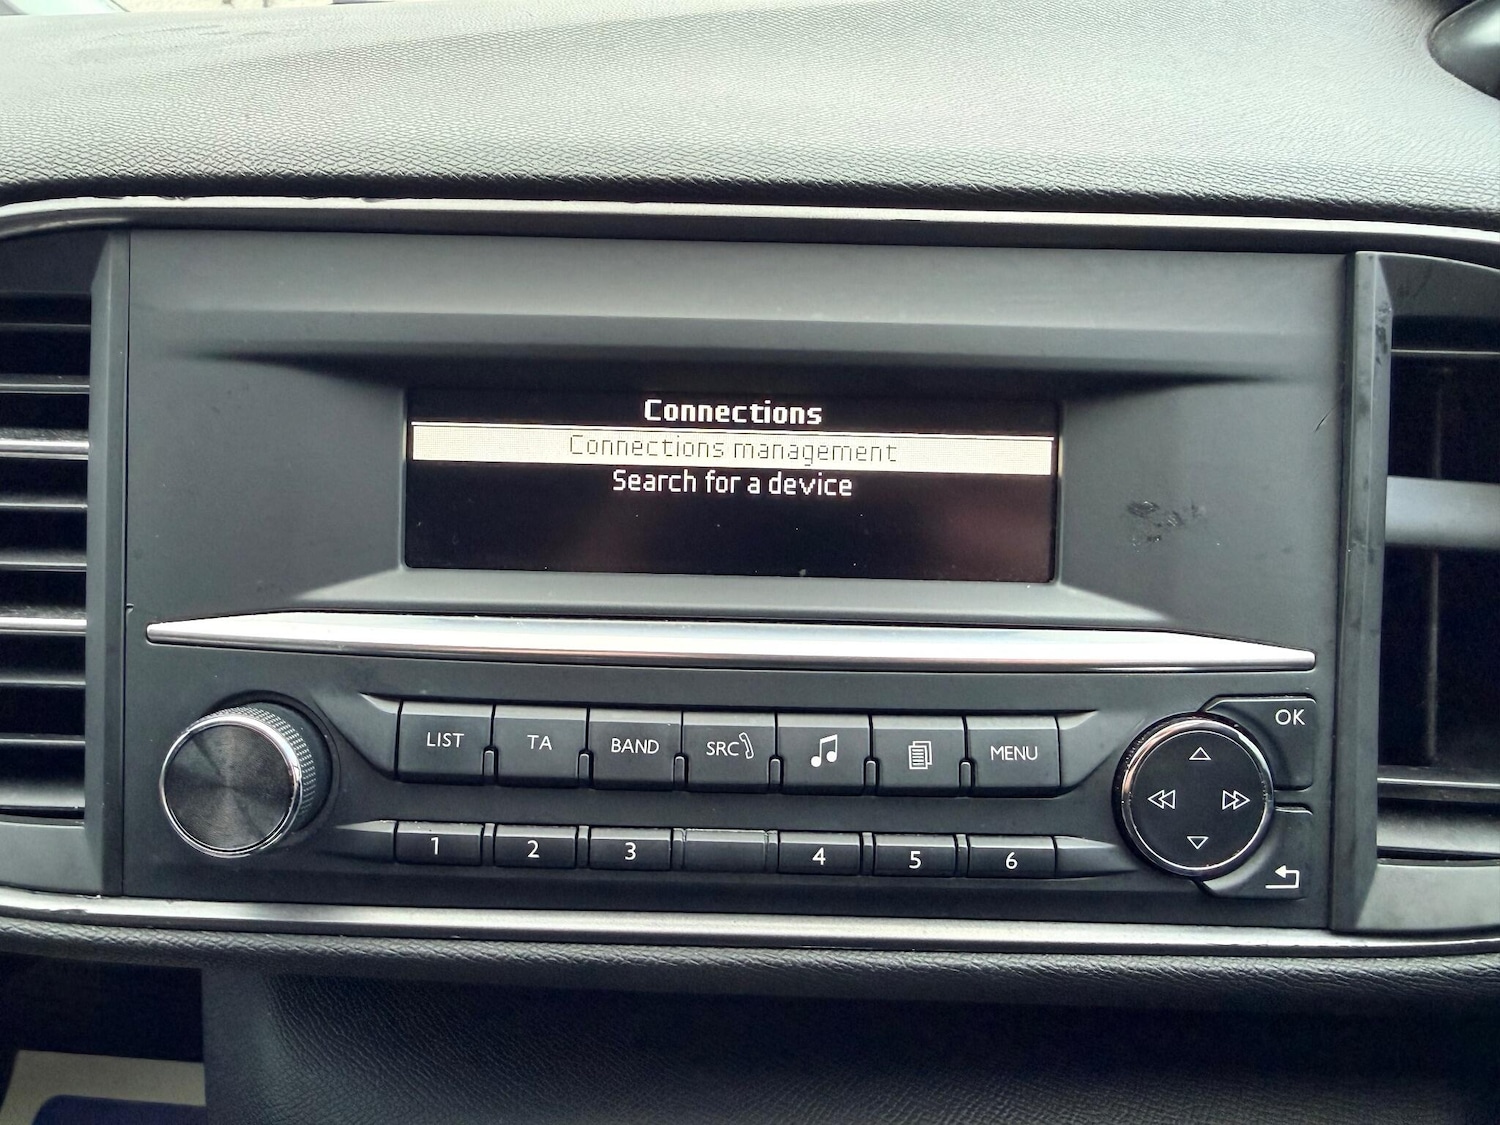 Connections
Connections management
Search for a device
LIST
TA
BAND
SRC
MENU
OK
1
2
3
4
5
6